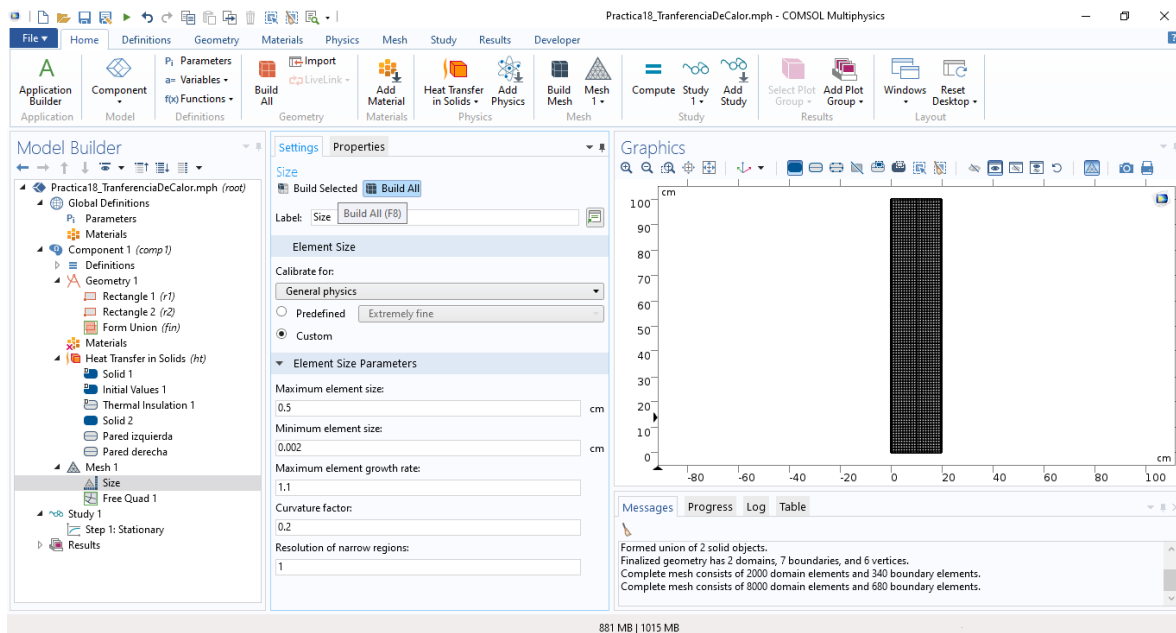 Practica18_TranferenciaDeCalor.mph - COMSOL Multiphysics
File Home Definitions Geometry Materials Physics Mesh Study Results Developer
Application Builder
Application
Component
Model
Pi Parameters
a= Variables
f(x) Functions
Definitions
Build All
Import
LiveLink
Geometry
Add Material
Materials
Heat Transfer in Solids
Add Physics
Physics
Build Mesh
Mesh 1
Mesh
Compute
Study 1
Add Study
Study
Select Plot Group
Add Plot Group
Results
Windows
Reset Desktop
Layout
Model Builder
Practica18_TranferenciaDeCalor.mph (root)
Global Definitions
Pi Parameters
Materials
Component 1 (comp1)
Definitions
Geometry 1
Rectangle 1 (r1)
Rectangle 2 (r2)
Form Union (fin)
Materials
Heat Transfer in Solids (ht)
Solid 1
Initial Values 1
Thermal Insulation 1
Solid 2
Pared izquierda
Pared derecha
Mesh 1
Size
Free Quad 1
Study 1
Step 1: Stationary
Results
Settings Properties
Size
Build Selected Build All
Label: Size
Build All (F8)
Element Size
Calibrate for:
General physics
Predefined Extremely fine
Custom
Element Size Parameters
Maximum element size:
0.5 cm
Minimum element size:
0.002 cm
Maximum element growth rate:
1.1
Curvature factor:
0.2
Resolution of narrow regions:
1
Graphics
cm
100
90
80
70
60
50
40
30
20
10
0
cm
-80 -60 -40 -20 0 20 40 60 80 100
Messages Progress Log Table
Formed union of 2 solid objects.
Finalized geometry has 2 domains, 7 boundaries, and 6 vertices.
Complete mesh consists of 2000 domain elements and 340 boundary elements.
Complete mesh consists of 8000 domain elements and 680 boundary elements.
881 MB | 1015 MB